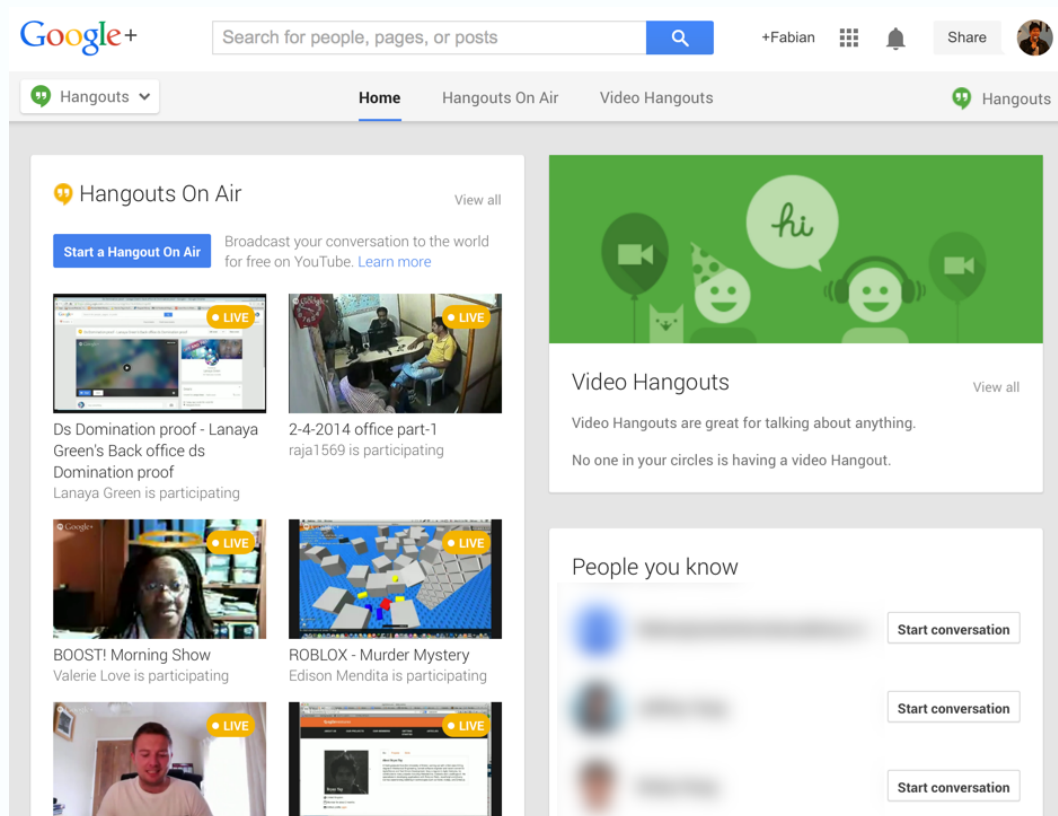 Google+
Search for people, pages, or posts
+Fabian
Share
Hangouts
Home
Hangouts On Air
Video Hangouts
Hangouts
Hangouts On Air
View all
Start a Hangout On Air
Broadcast your conversation to the world
for free on YouTube. Learn more
LIVE
LIVE
Ds Domination proof - Lanaya
Green's Back office ds
Domination proof
Lanaya Green is participating
2-4-2014 office part-1
raja1569 is participating
Google+
LIVE
LIVE
BOOST! Morning Show
Valerie Love is participating
ROBLOX - Murder Mystery
Edison Mendita is participating
LIVE
LIVE
hi
Video Hangouts
View all
Video Hangouts are great for talking about anything.
No one in your circles is having a video Hangout.
People you know
Start conversation
Start conversation
Start conversation